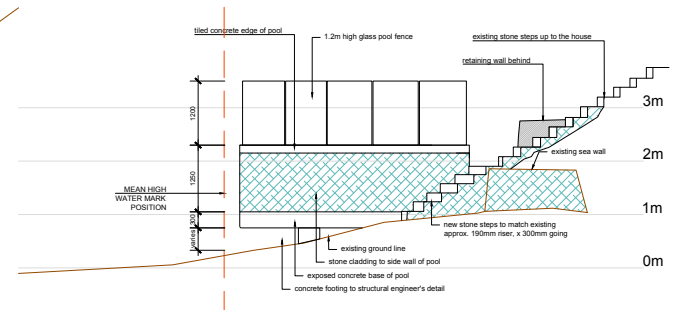 tiled concrete edge of pool
1.2m high glass pool fence
existing stone steps up to the house
retaining wall behind
1200
3m
existing sea wall
2m
1250
MEAN HIGH
WATER MARK
POSITION
1m
300
new stone steps to match existing
approx. 190mm riser, x 300mm going
varies
existing ground line
0m
stone cladding to side wall of pool
exposed concrete base of pool
concrete footing to structural engineer's detail